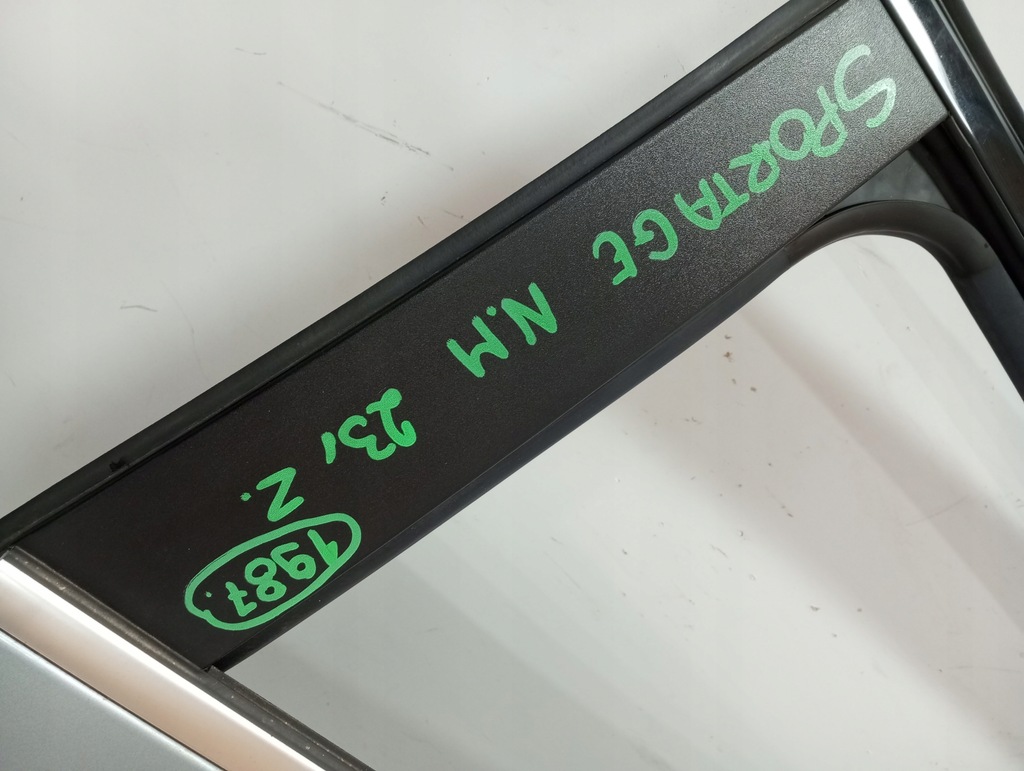 SPORTAGE N.M 23, Z.
1987.